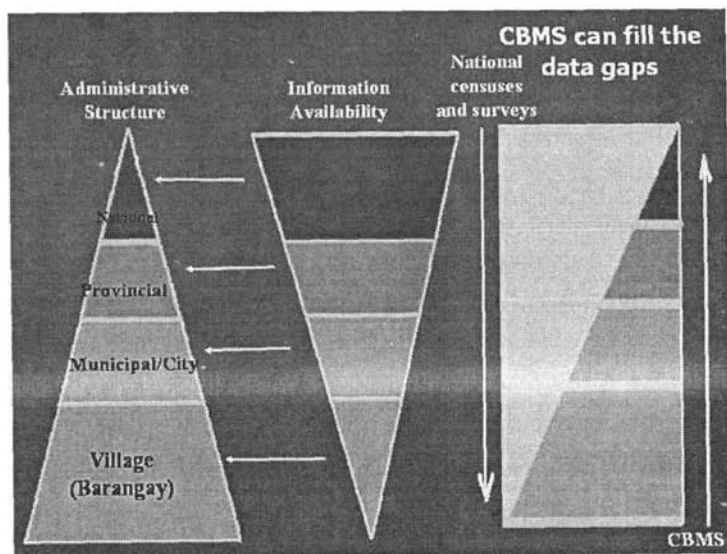 CBMS can fill the
data gaps
Administrative
Structure
Information
Availability
National
censuses
and surveys
National
Provincial
Municipal/City
Village
(Barangay)
CBMS